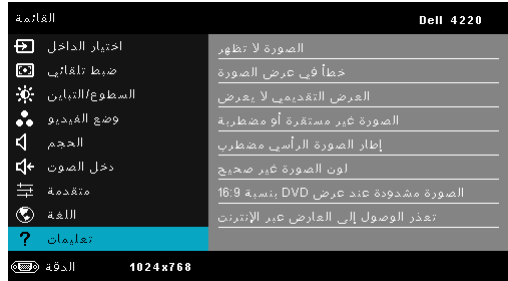 القائمة
Dell 4220
اختيار الداخل
ضبط تلقائي
السطوع/التباين
وضع الفيديو
الحجم
دخل الصوت
متقدمة
اللغة
? تعليمات
الصورة لا تظهر
خطأ في عرض الصورة
العرض التقديمي لا يعرض
الصورة غير مستقرة أو مضطربة
إطار الصورة الرأسي مضطرب
لون الصورة غير صحيح
الصورة مشدودة عند عرض DVD بنسبة 16:9
تعذر الوصول إلى العارض عبر الإنترنت
الدقة 1024x768